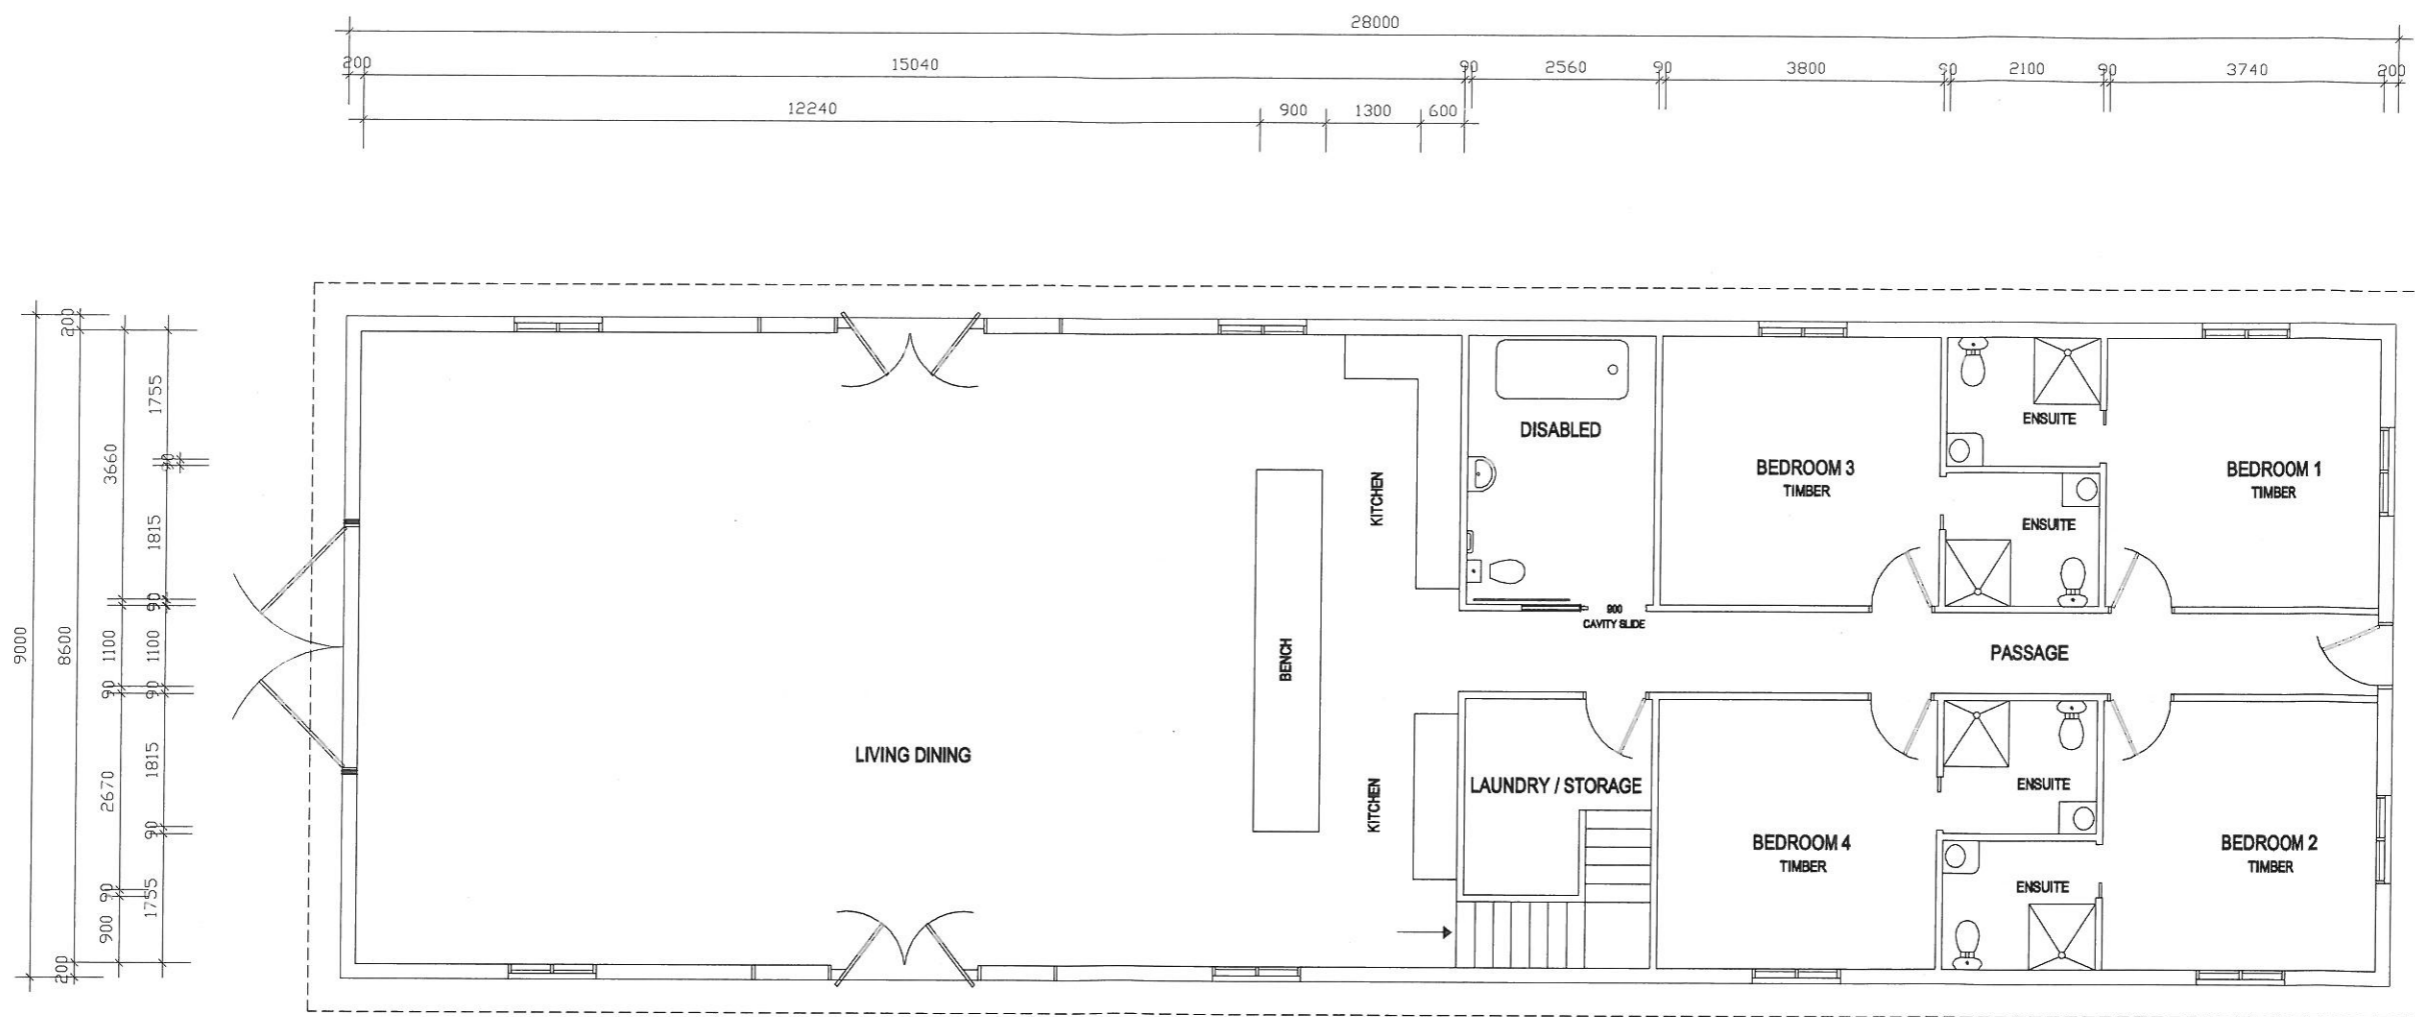 28000
200
15040
90
2560
90
3800
90
2100
90
3740
200
12240
900
1300
600
9000
200
8600
200
3660
90
1100
90
2670
90
900
1755
90
1815
90
1100
90
1815
90
1755
DISABLED
KITCHEN
BEDROOM 3
TIMBER
ENSUITE
ENSUITE
BEDROOM 1
TIMBER
900
CAVITY SLIDE
PASSAGE
BENCH
LIVING DINING
KITCHEN
LAUNDRY / STORAGE
BEDROOM 4
TIMBER
ENSUITE
ENSUITE
BEDROOM 2
TIMBER